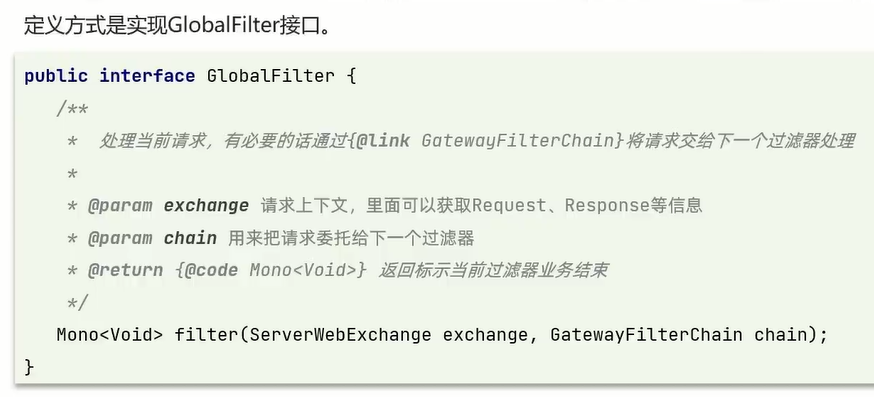 定义方式是实现GlobalFilter接口。
public interface GlobalFilter {
/**
* 处理当前请求，有必要的话通过{@link GatewayFilterChain}将请求交给下一个过滤器处理
*
* @param exchange 请求上下文，里面可以获取Request、Response等信息
* @param chain 用来把请求委托给下一个过滤器
* @return {@code Mono<Void>} 返回标示当前过滤器业务结束
*/
Mono<Void> filter(ServerWebExchange exchange, GatewayFilterChain chain);
}